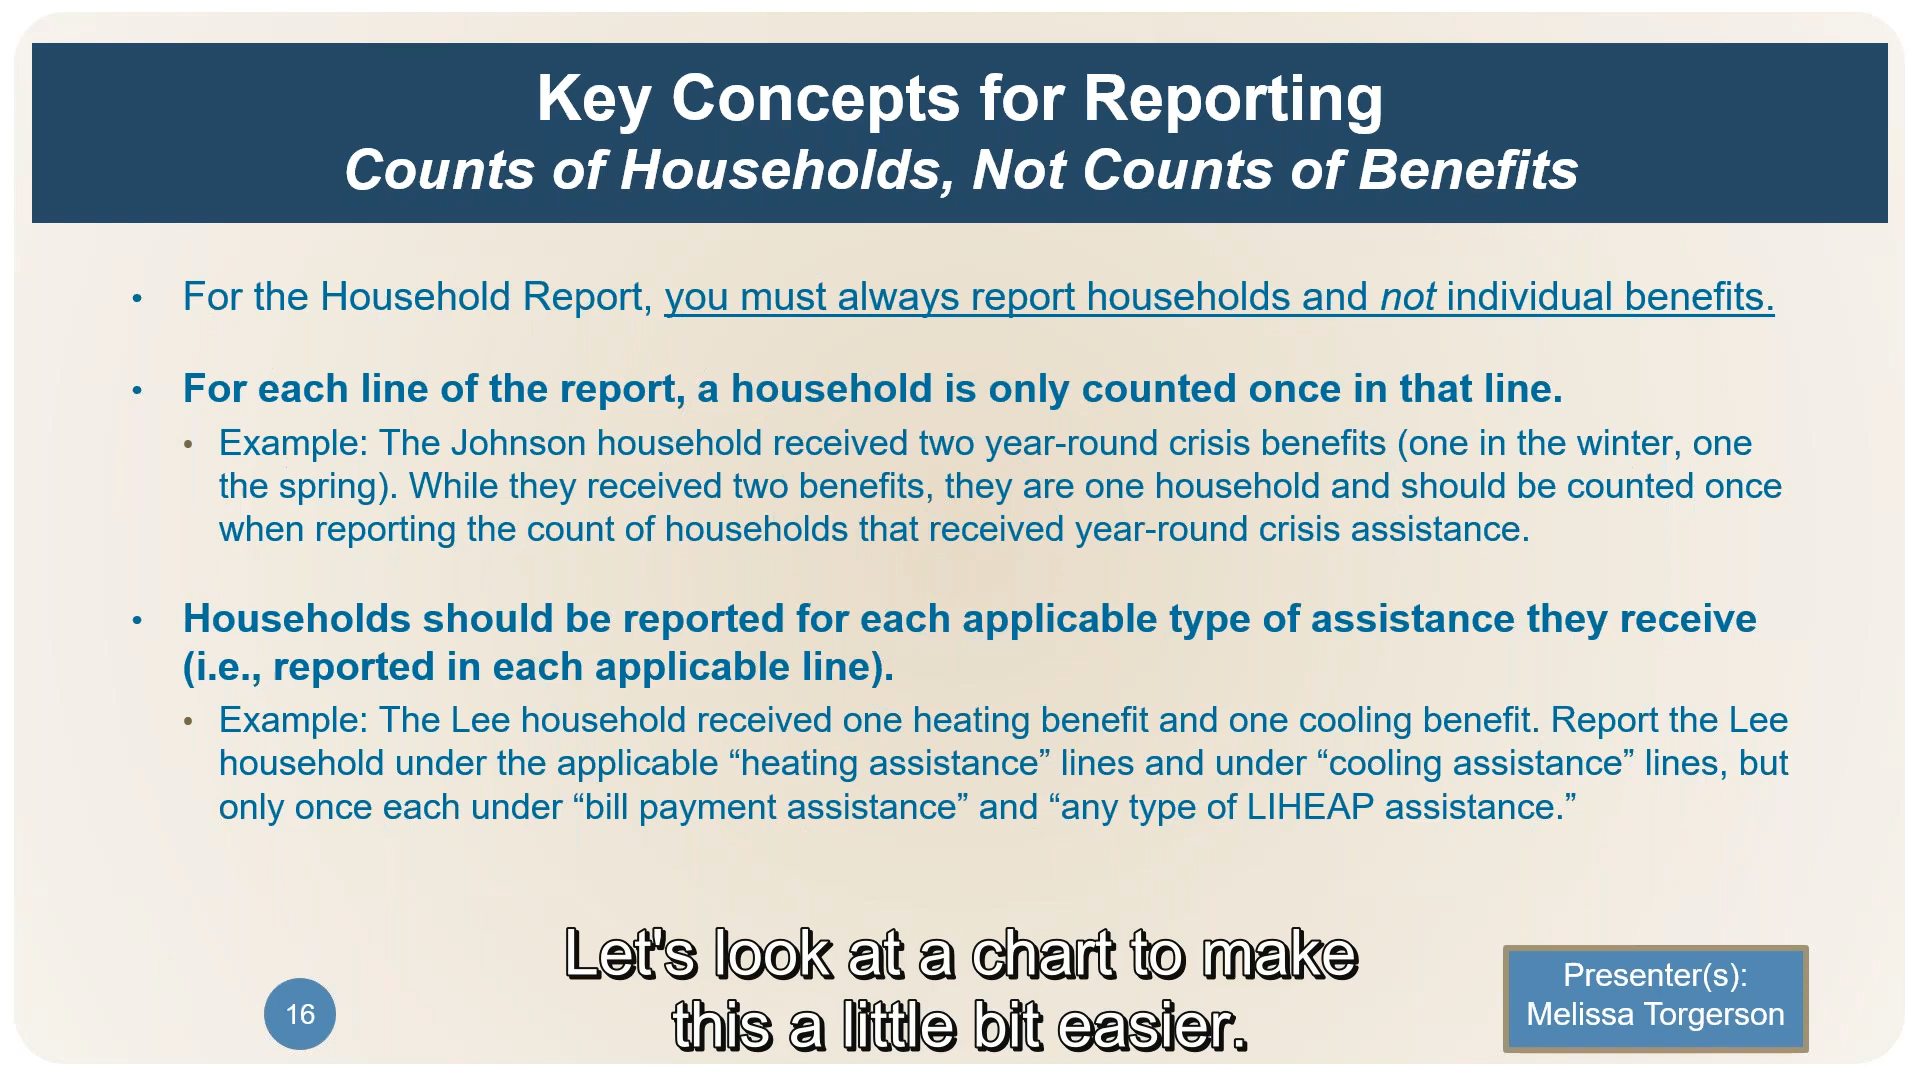 Key Concepts for Reporting
Counts of Households, Not Counts of Benefits
• For the Household Report, you must always report households and not individual benefits.
• For each line of the report, a household is only counted once in that line.
• Example: The Johnson household received two year-round crisis benefits (one in the winter, one
the spring). While they received two benefits, they are one household and should be counted once
when reporting the count of households that received year-round crisis assistance.
• Households should be reported for each applicable type of assistance they receive
(i.e., reported in each applicable line).
• Example: The Lee household received one heating benefit and one cooling benefit. Report the Lee
household under the applicable “heating assistance” lines and under “cooling assistance” lines, but
only once each under “bill payment assistance” and “any type of LIHEAP assistance.”
Let's look at a chart to make
this a little bit easier.
16
Presenter(s):
Melissa Torgerson